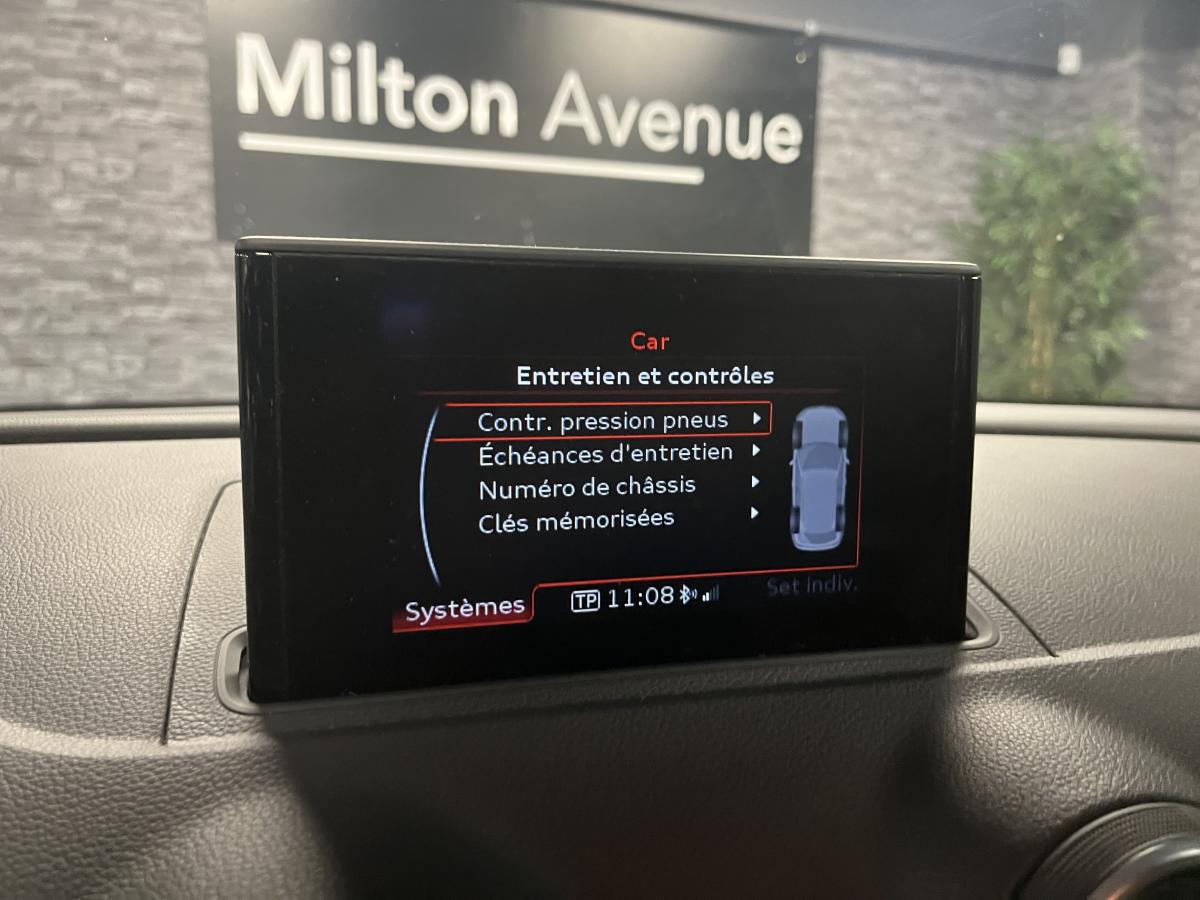 Milton Avenue
Car
Entretien et contrôles
Contr. pression pneus
Échéances d'entretien
Numéro de châssis
Clés mémorisées
Systèmes
TP 11:08
Set indiv.